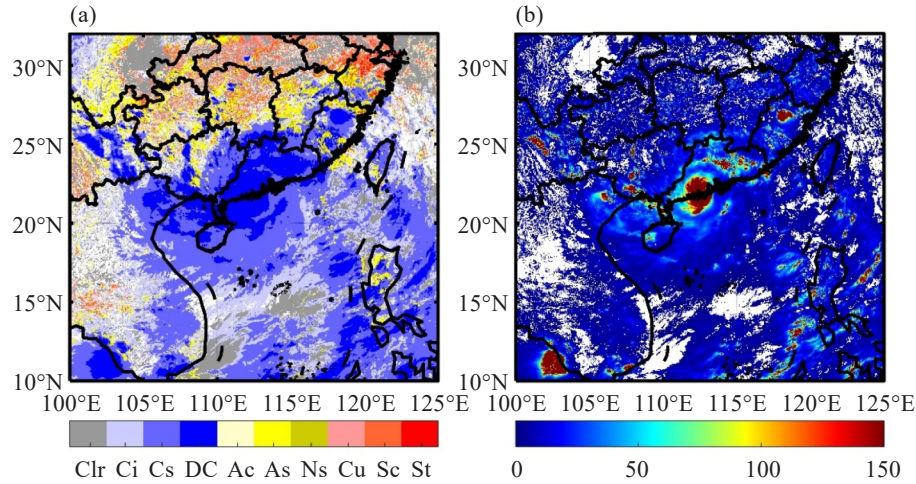 (a) (b)
30°N 30°N
25°N 25°N
20°N 20°N
15°N 15°N
10°N 10°N
100°E 105°E 110°E 115°E 120°E 125°E 100°E 105°E 110°E 115°E 120°E 125°E
Clr Ci Cs DC Ac As Ns Cu Sc St 0 50 100 150